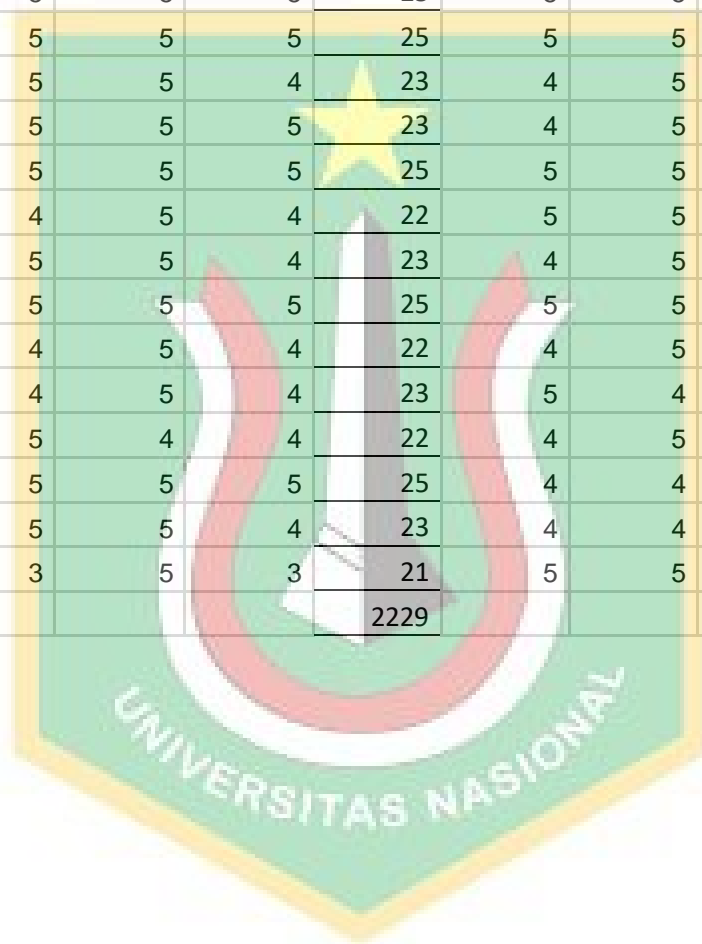 5 5 5 25 5 5
5 5 4 23 4 5
5 5 5 23 4 5
5 5 5 25 5 5
4 5 4 22 5 5
5 5 4 23 4 5
5 5 5 25 5 5
4 5 4 22 4 5
4 5 4 23 5 4
5 4 4 22 4 5
5 5 5 25 4 4
5 5 4 23 4 4
3 5 3 21 5 5
2229
UNIVERSITAS NASIONAL